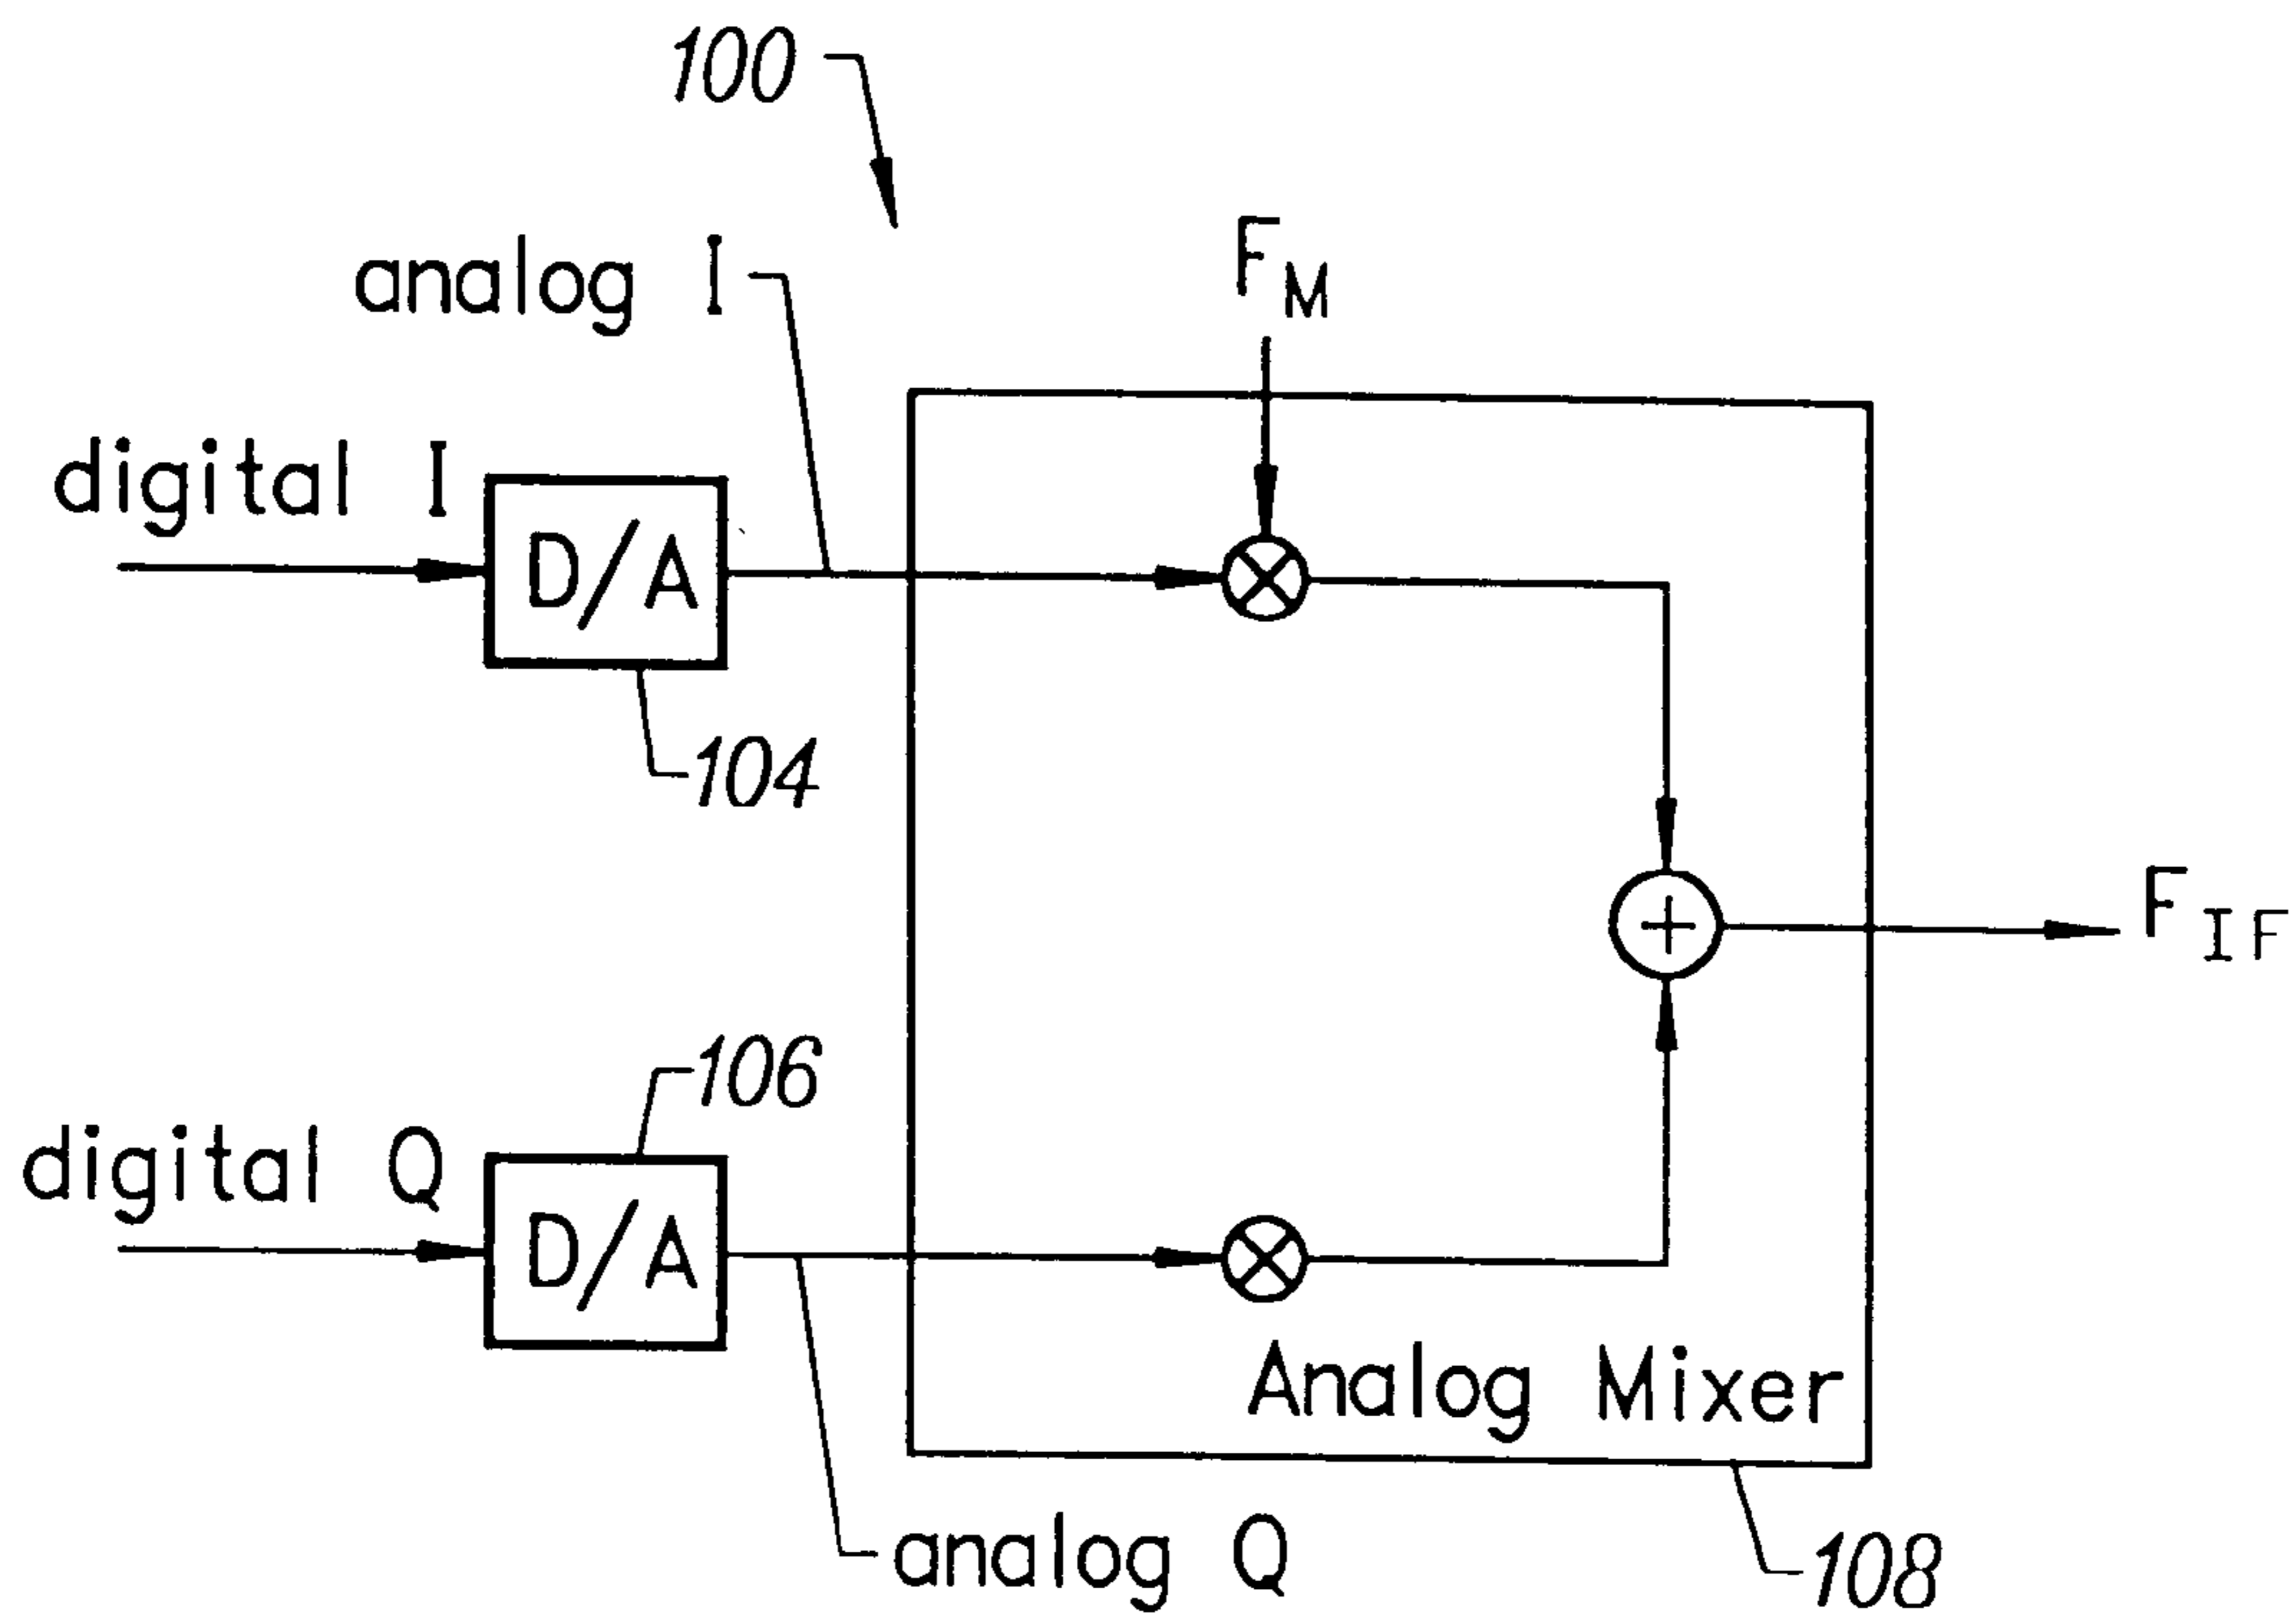 100
analog I
F_M
digital I
D/A
104
F_IF
106
digital Q
D/A
Analog Mixer
analog Q
108